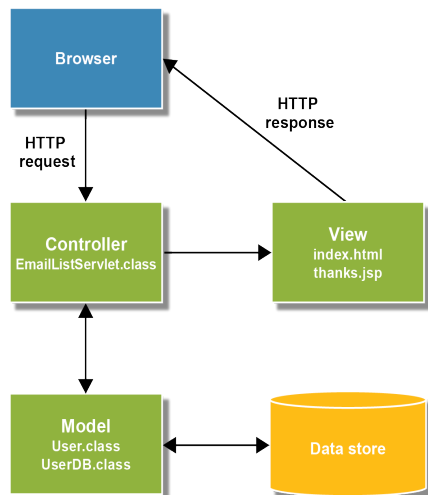 Browser
HTTP
response
HTTP
request
Controller
EmailListServlet.class
View
index.html
thanks.jsp
Model
User.class
UserDB.class
Data store